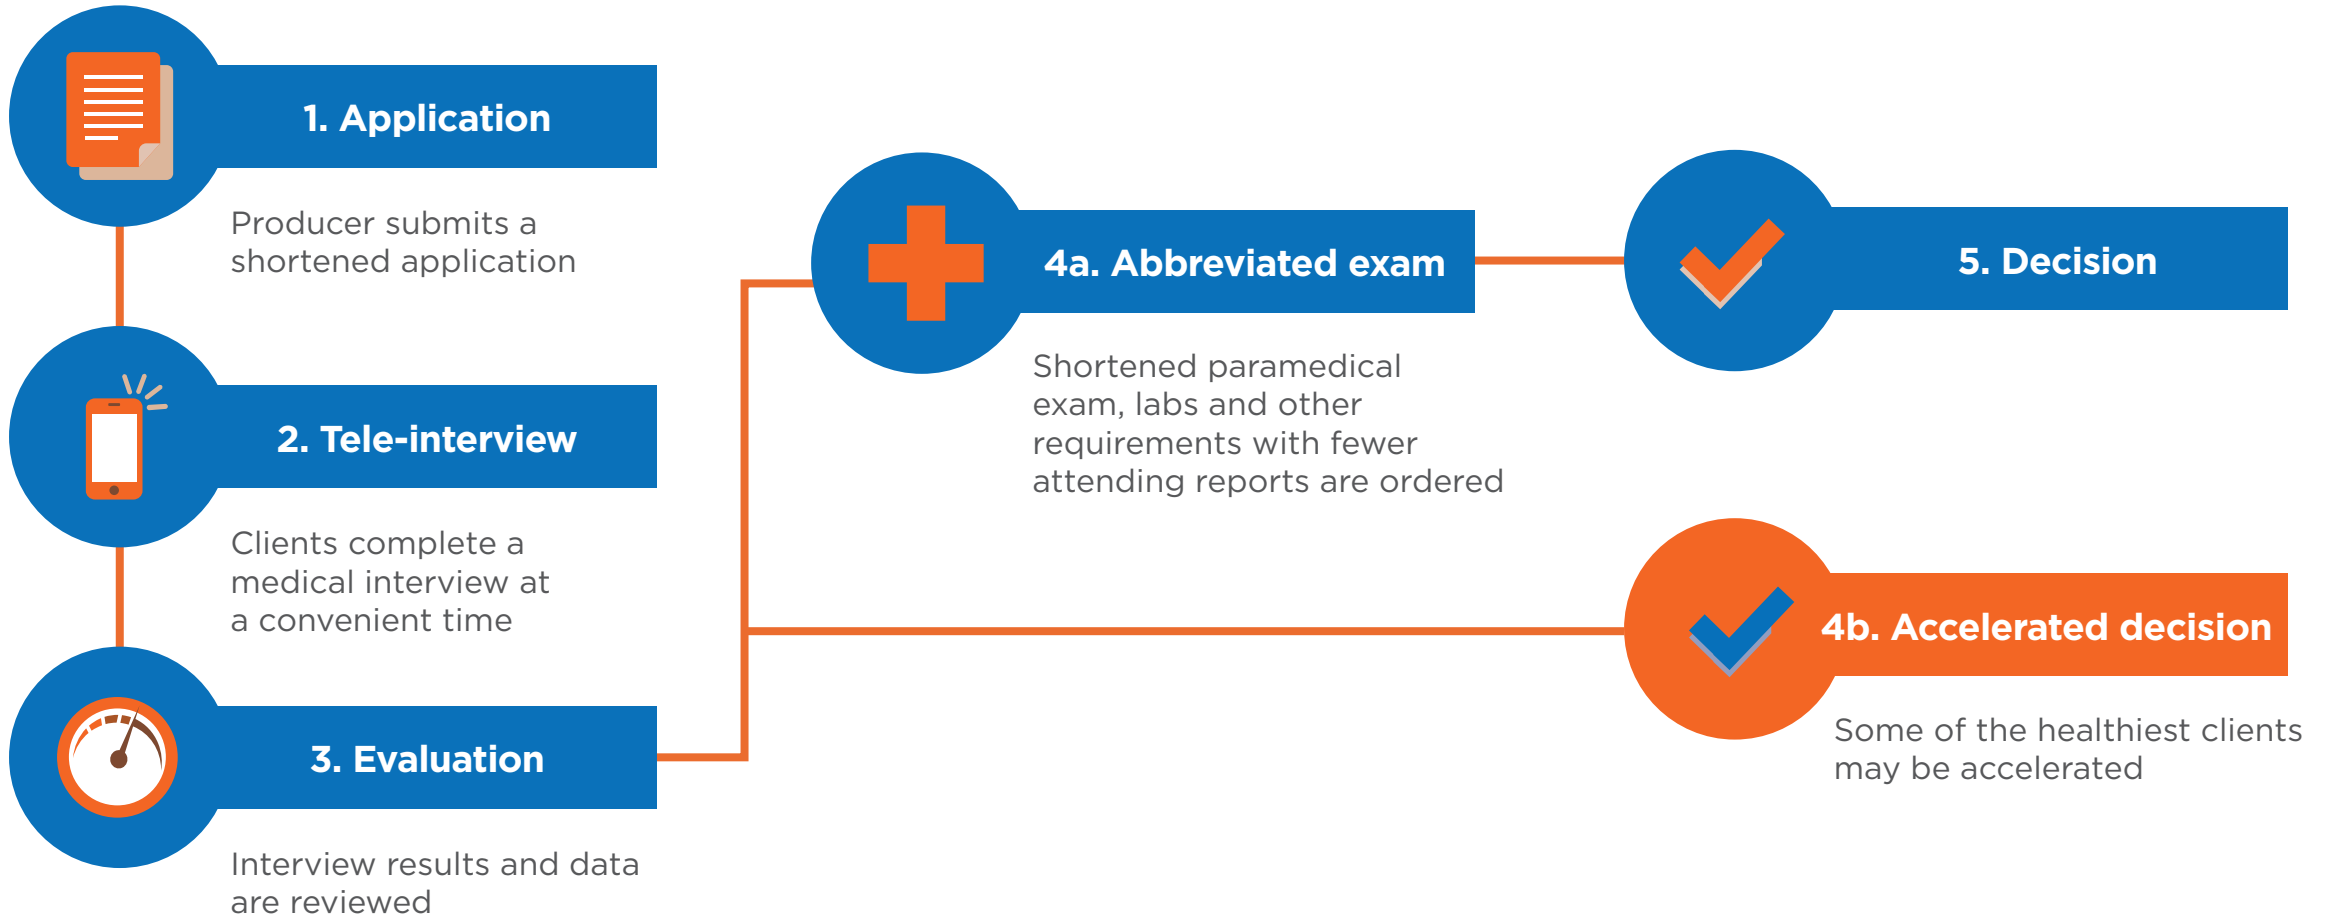 1. Application
Producer submits a
shortened application
2. Tele-interview
Clients complete a
medical interview at
a convenient time
3. Evaluation
Interview results and data
are reviewed
4a. Abbreviated exam
Shortened paramedical
exam, labs and other
requirements with fewer
attending reports are ordered
5. Decision
4b. Accelerated decision
Some of the healthiest clients
may be accelerated